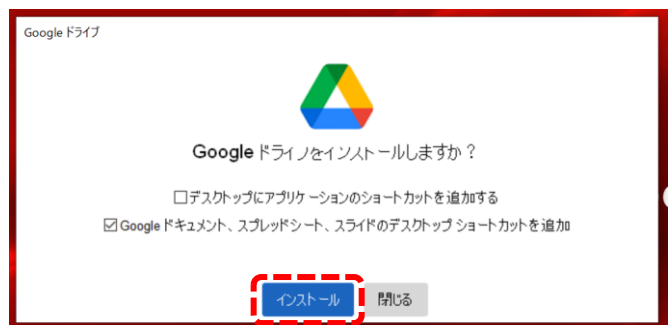 Google ドライブ
Google ドライブをインストールしますか？
デスクトップにアプリケーションのショートカットを追加する
Google ドキュメント、スプレッドシート、スライドのデスクトップ ショートカットを追加
インストール 閉じる